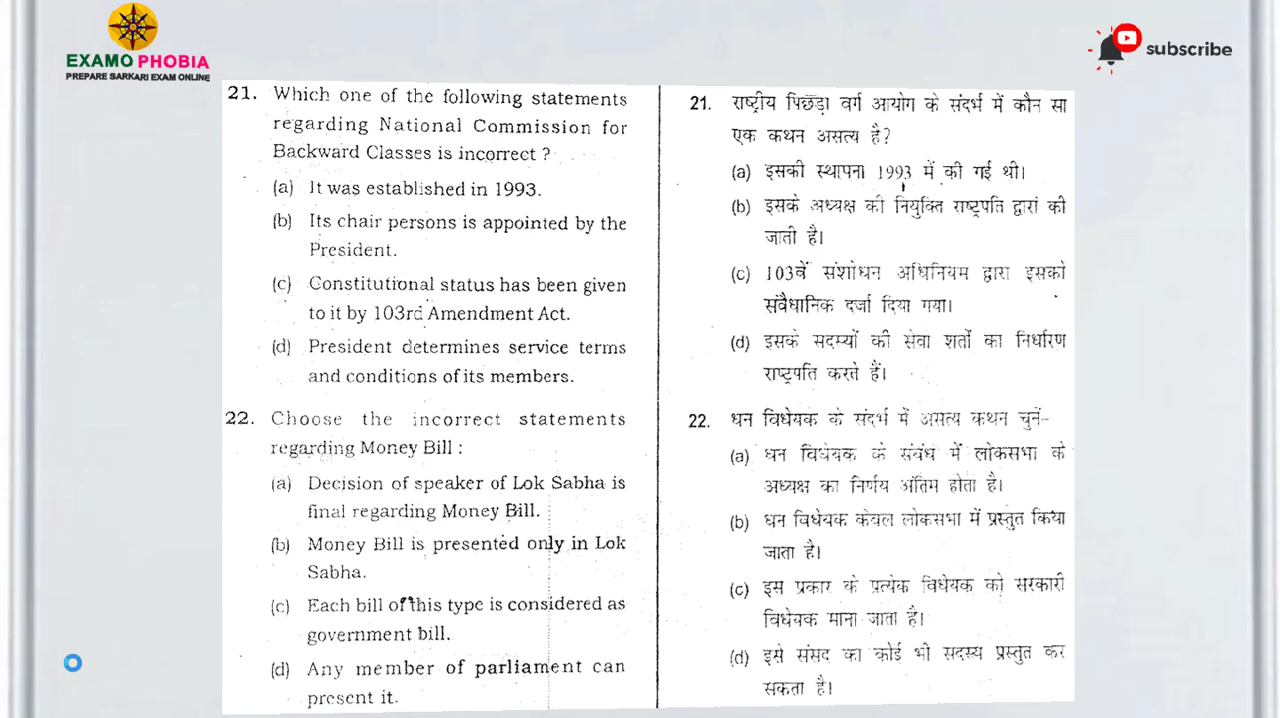 EXAMO PHOBIA
PREPARE SARKARI EXAM ONLINE
subscribe
21. Which one of the following statements
regarding National Commission for
Backward Classes is incorrect ?
(a) It was established in 1993.
(b) Its chair persons is appointed by the
President.
(c) Constitutional status has been given
to it by 103rd Amendment Act.
(d) President determines service terms
and conditions of its members.
22. Choose the incorrect statements
regarding Money Bill :
(a) Decision of speaker of Lok Sabha is
final regarding Money Bill.
(b) Money Bill is presented only in Lok
Sabha.
(c) Each bill of this type is considered as
government bill.
(d) Any member of parliament can
present it.
21. राष्ट्रीय पिछड़ा वर्ग आयोग के संदर्भ में कौन सा
एक कथन असत्य है?
(a) इसकी स्थापना 1993 में की गई थी।
(b) इसके अध्यक्ष की नियुक्ति राष्ट्रपति द्वारा की
जाती है।
(c) 103वें संशोधन अधिनियम द्वारा इसको
संवैधानिक दर्जा दिया गया।
(d) इसके सदस्यों की सेवा शर्तों का निर्धारण
राष्ट्रपति करते हैं।
22. धन विधेयक के संदर्भ में असत्य कथन चुनें-
(a) धन विधेयक के संबंध में लोकसभा के
अध्यक्ष का निर्णय अंतिम होता है।
(b) धन विधेयक केवल लोकसभा में प्रस्तुत किया
जाता है।
(c) इस प्रकार के प्रत्येक विधेयक को सरकारी
विधेयक माना जाता है।
(d) इसे संसद का कोई भी सदस्य प्रस्तुत कर
सकता है।